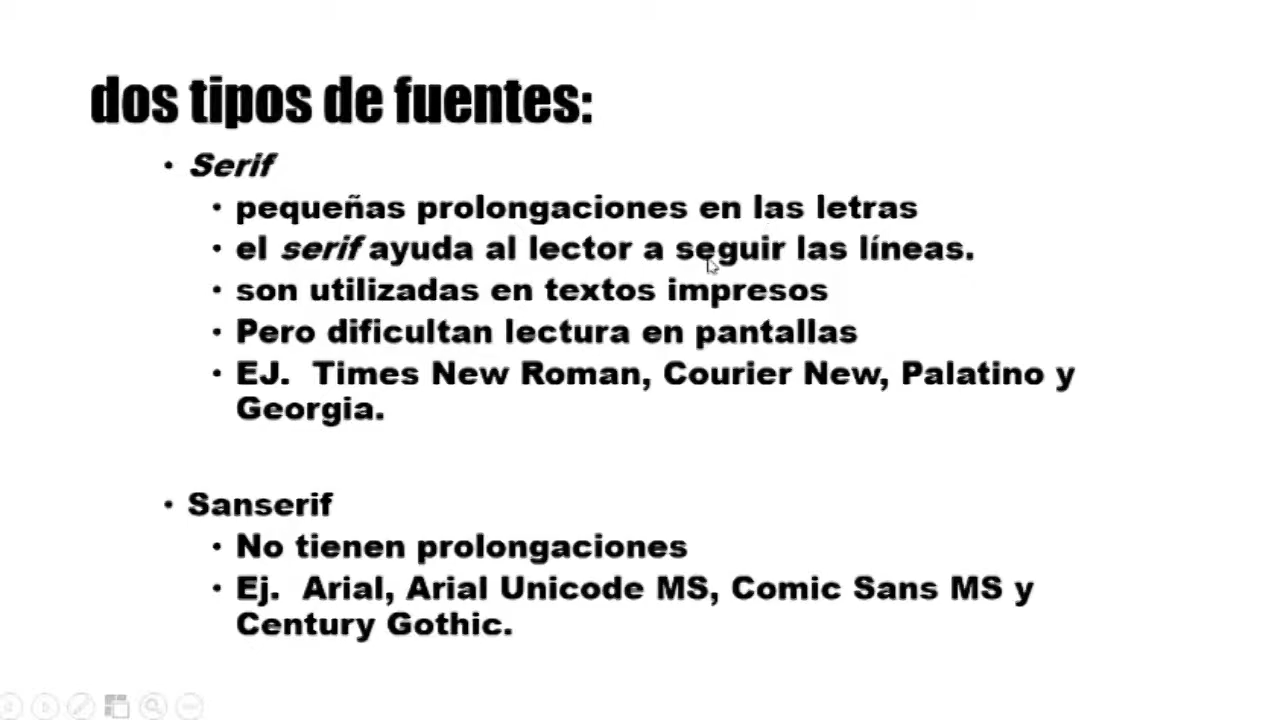 dos tipos de fuentes:
• Serif
• pequeñas prolongaciones en las letras
• el serif ayuda al lector a seguir las líneas.
• son utilizadas en textos impresos
• Pero dificultan lectura en pantallas
• EJ.  Times New Roman, Courier New, Palatino y
Georgia.
• Sanserif
• No tienen prolongaciones
• Ej.  Arial, Arial Unicode MS, Comic Sans MS y
Century Gothic.